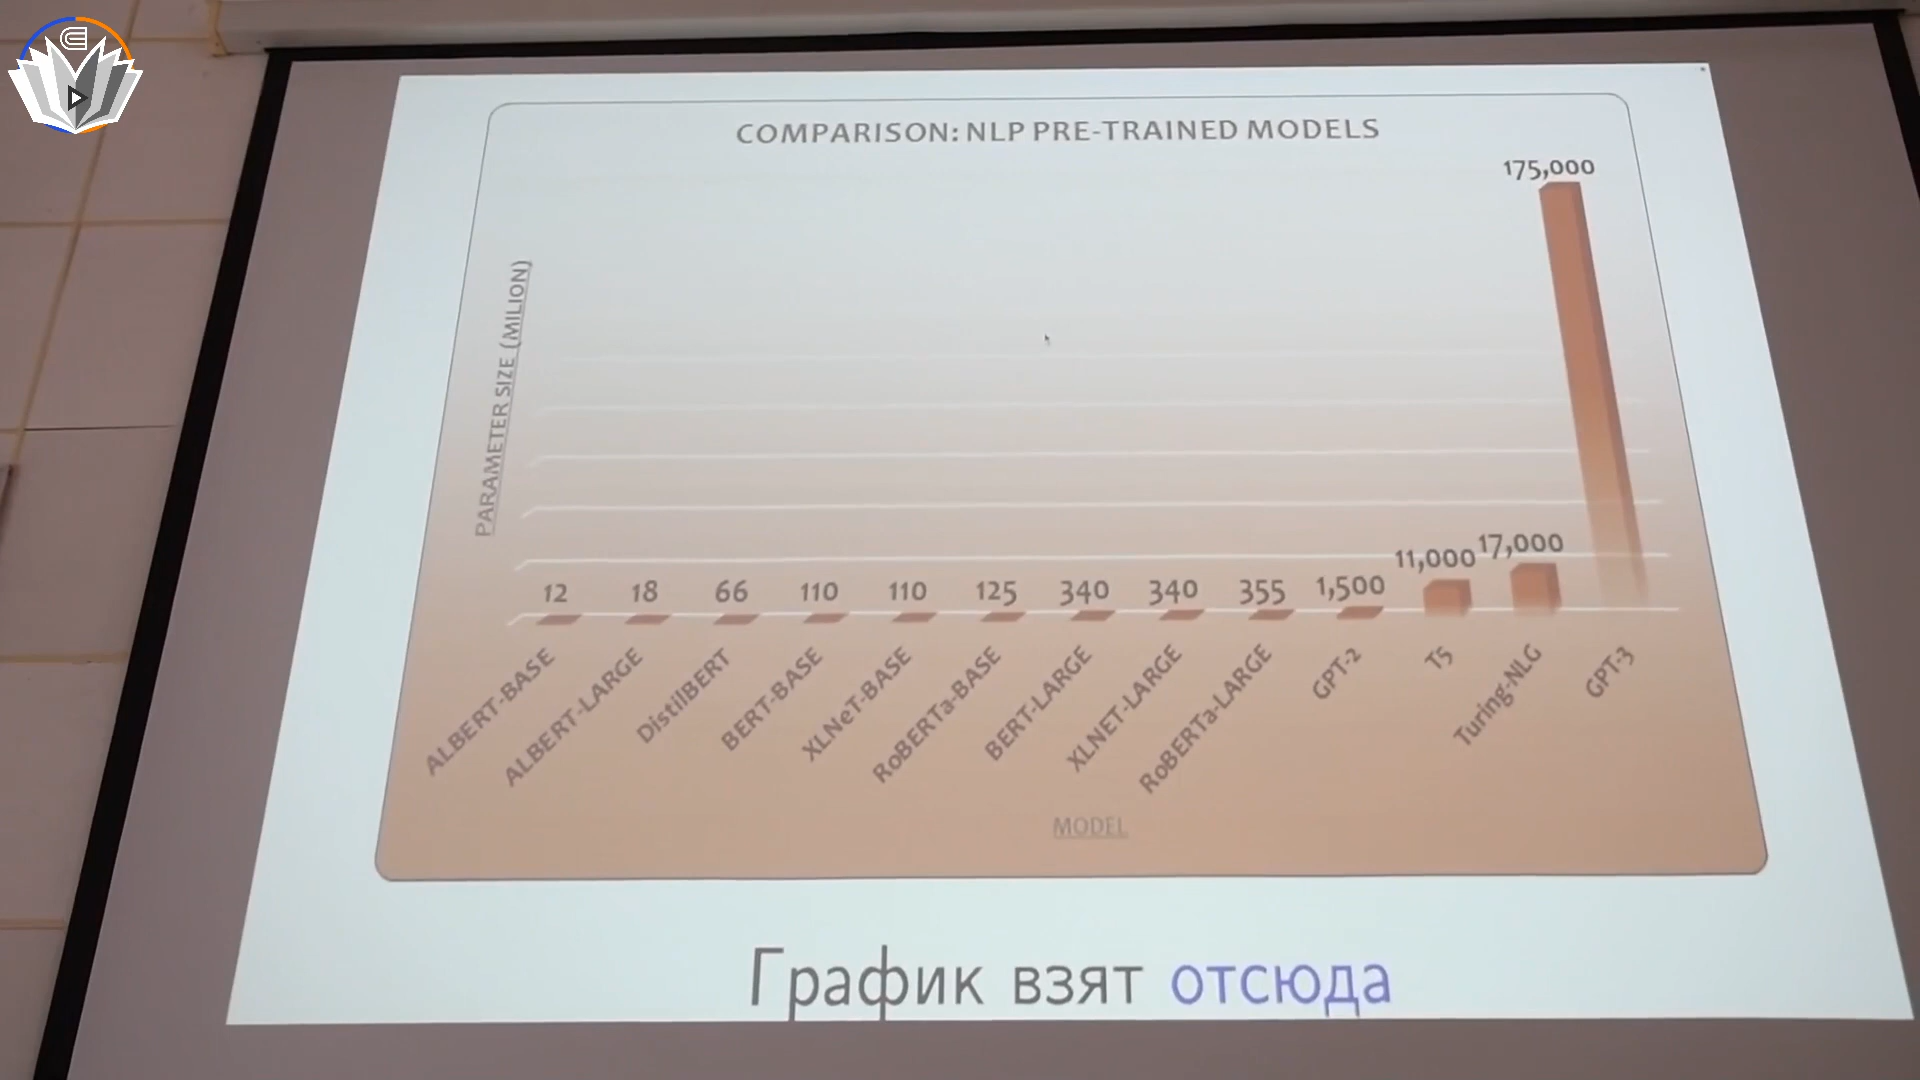 COMPARISON: NLP PRE-TRAINED MODELS
175,000
PARAMETER SIZE (MILION)
12 18 66 110 110 125 340 340 355 1,500 11,000 17,000
ALBERT-BASE
ALBERT-LARGE
DistilBERT
BERT-BASE
XLNeT-BASE
RoBERTa-BASE
BERT-LARGE
XLNET-LARGE
RoBERTa-LARGE
GPT-2
T5
Turing-NLG
GPT-3
MODEL
График взят отсюда